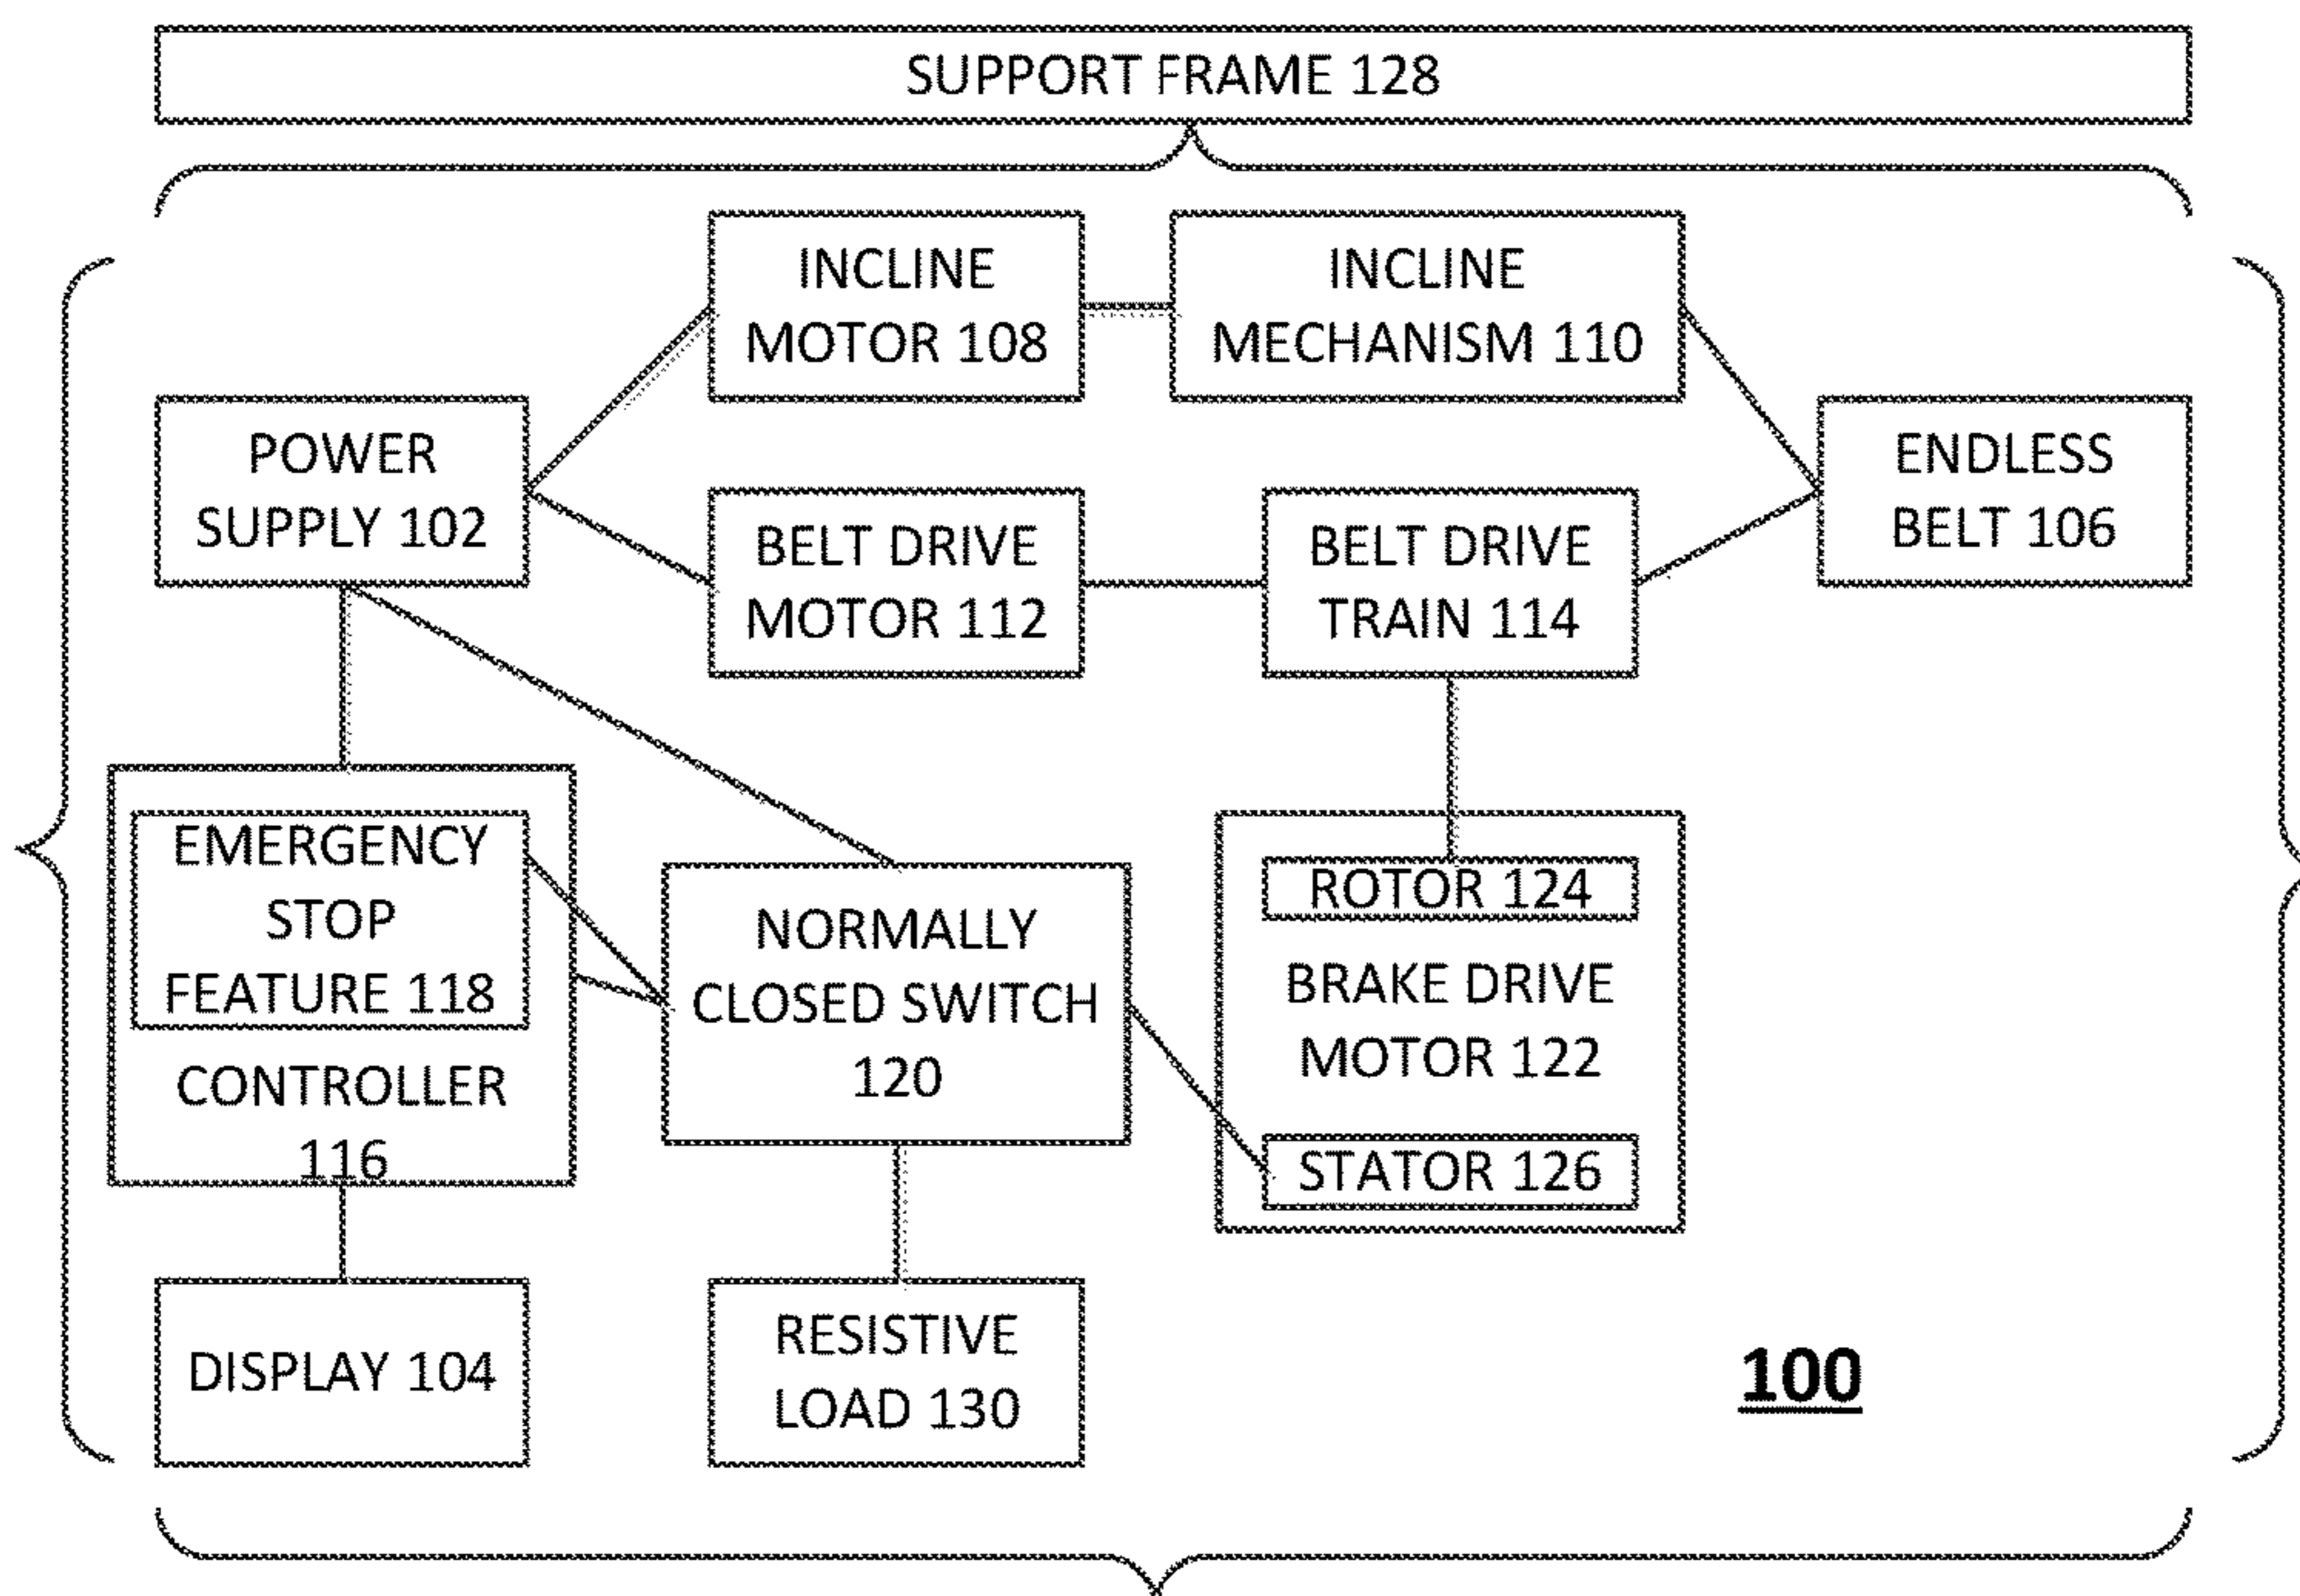 SUPPORT FRAME 128
INCLINE
MOTOR 108
INCLINE
MECHANISM 110
POWER
SUPPLY 102
ENDLESS
BELT 106
BELT DRIVE
MOTOR 112
BELT DRIVE
TRAIN 114
EMERGENCY
STOP
FEATURE 118
CONTROLLER
116
NORMALLY
CLOSED SWITCH
120
ROTOR 124
BRAKE DRIVE
MOTOR 122
STATOR 126
DISPLAY 104
RESISTIVE
LOAD 130
100